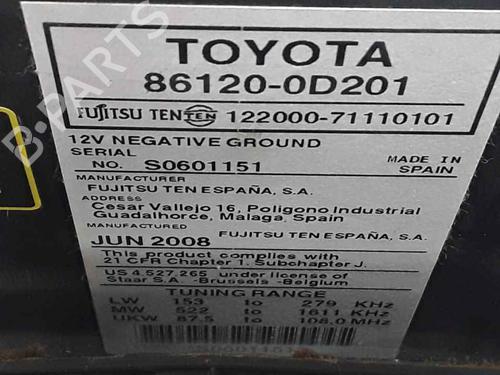 TOYOTA
86120-0D201
FUJITSU TEN TEN 122000-71110101
12V NEGATIVE GROUND
SERIAL
NO. S0601151
MADE IN
SPAIN
MANUFACTURER
FUJITSU TEN ESPAÑA, S.A.
ADDRESS
Cesar Vallejo 16, Poligono Industrial
Guadalhorce, Malaga, Spain
MANUFACTURED
JUN 2008 FUJITSU TEN ESPAÑA, S.A.
This product complies with
21 CFR Chapter 1, Subchapter J.
US 4,527,265 under license of
Staar S.A. -Brussels -Belgium
TUNING RANGE
LW 153 to 279 KHz
MW 522 to 1611 KHz
UKW 87.5 to 108.0 MHz